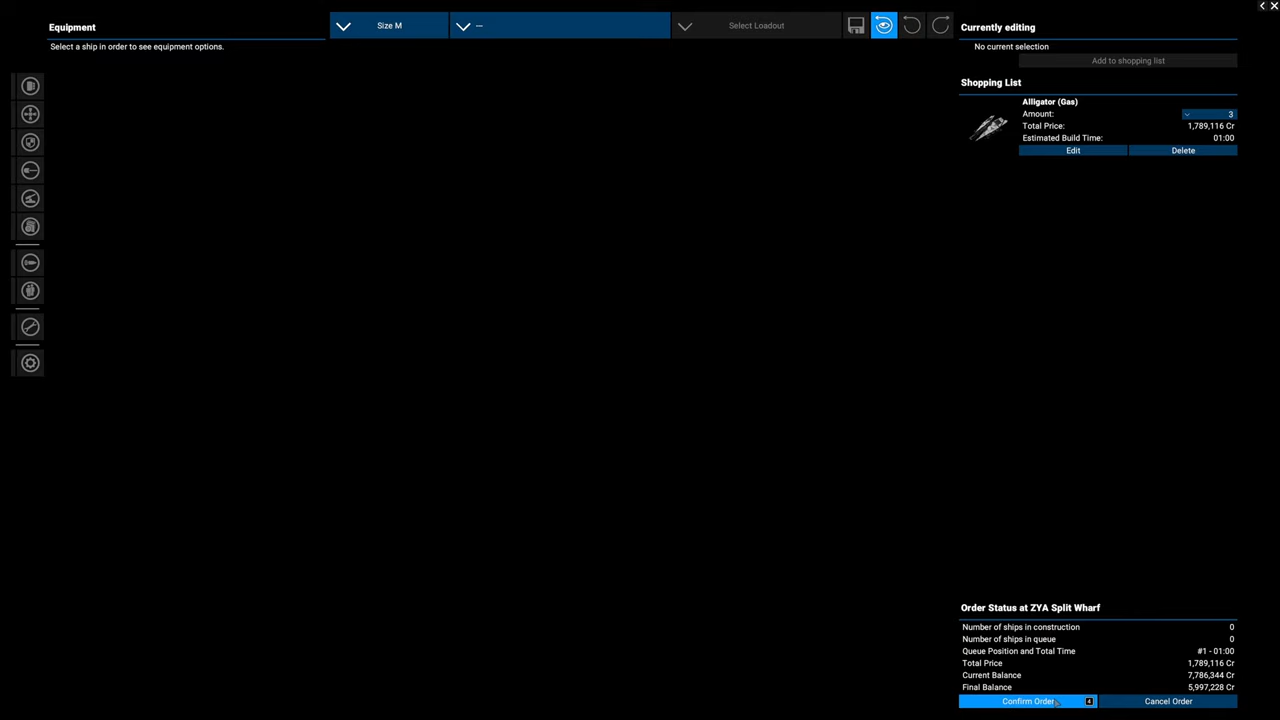 Equipment
Select a ship in order to see equipment options.
Size M
—
Select Loadout
Currently editing
No current selection
Add to shopping list
Shopping List
Alligator (Gas)
Amount: 3
Total Price: 1,789,116 Cr
Estimated Build Time: 01:00
Edit Delete
Order Status at ZYA Split Wharf
Number of ships in construction 0
Number of ships in queue 0
Queue Position and Total Time #1 - 01:00
Total Price 1,789,116 Cr
Current Balance 7,786,344 Cr
Final Balance 5,997,228 Cr
Confirm Order 4 Cancel Order